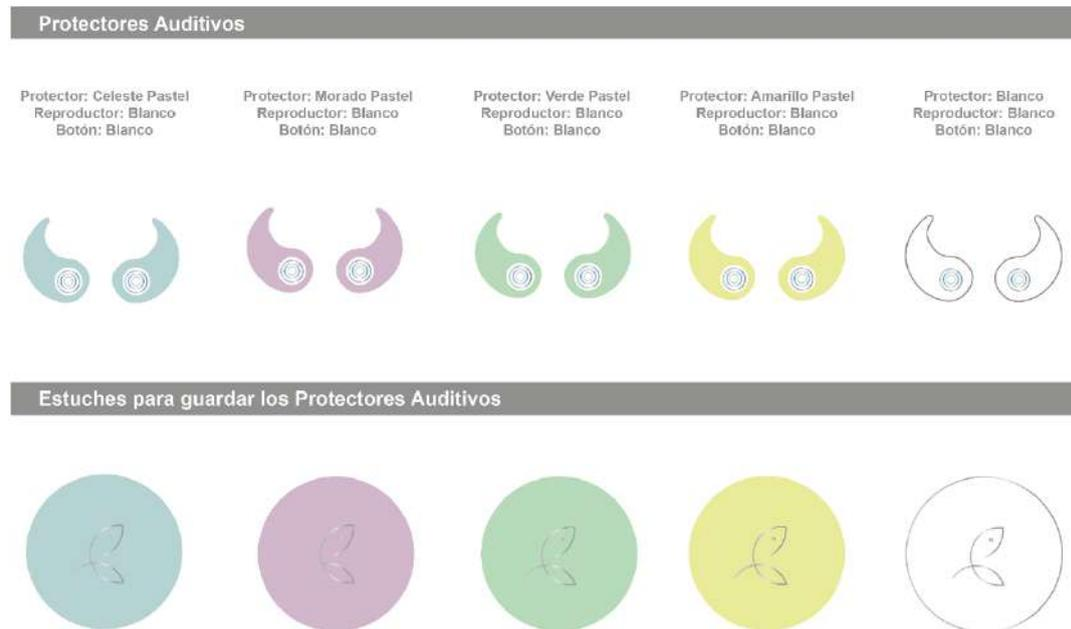 Protectores Auditivos
Protector: Celeste Pastel
Reproductor: Blanco
Botón: Blanco
Protector: Morado Pastel
Reproductor: Blanco
Botón: Blanco
Protector: Verde Pastel
Reproductor: Blanco
Botón: Blanco
Protector: Amarillo Pastel
Reproductor: Blanco
Botón: Blanco
Protector: Blanco
Reproductor: Blanco
Botón: Blanco
Estuches para guardar los Protectores Auditivos